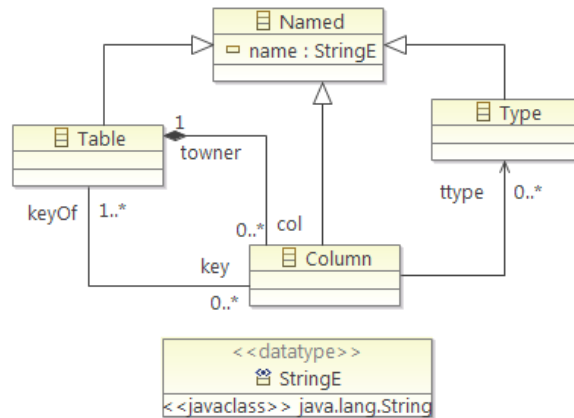 Named
name : StringE
Table
1
towner
Type
keyOf
1..*
ttype
0..*
0..*
col
key
Column
0..*
<<datatype>>
StringE
<<javaclass>> java.lang.String